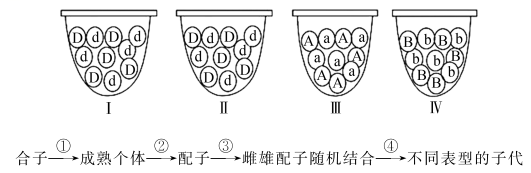 D d D d D d d D D d
D d D d D d d D D d
A a A A a a a A A a
B b B b b b B B B b
Ⅰ Ⅱ Ⅲ Ⅳ
合子 ① 成熟个体 ② 配子 ③ 雌雄配子随机结合 ④ 不同表型的子代